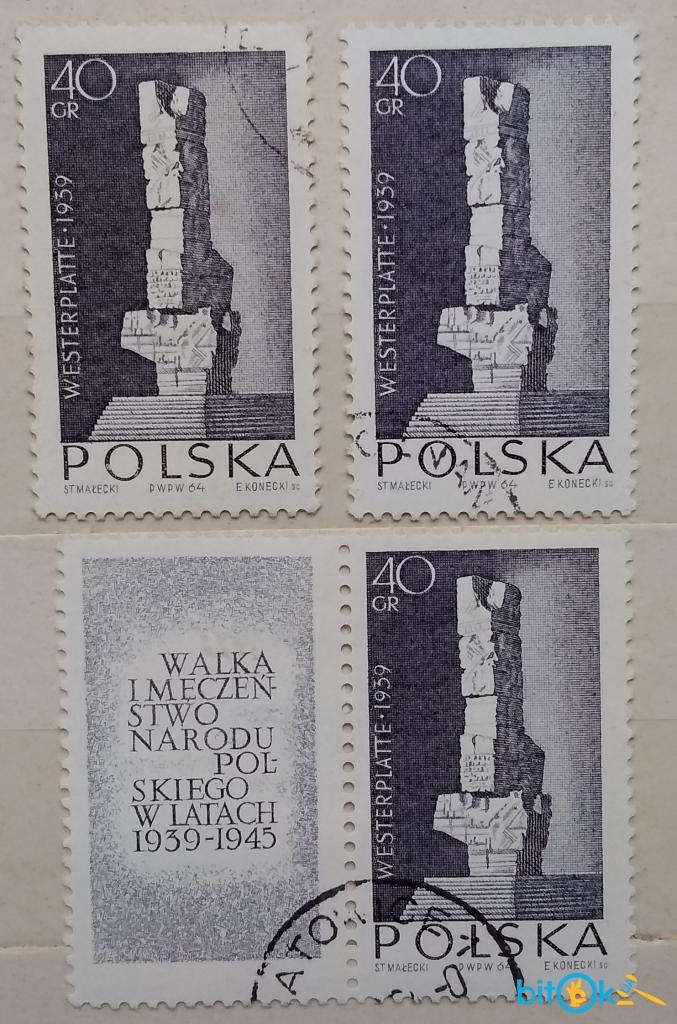 40
GR
WESTERPLATTE·1939
POLSKA
ST MAŁECKI PWPW 64 E KONECKI SC
40
GR
WESTERPLATTE·1939
POLSKA
ST MAŁECKI PWPW 64 E KONECKI SC
WALKA
I MĘCZEŃ-
STWO
NARODU
POL-
SKIEGO
W LATACH
1939-1945
40
GR
WESTERPLATTE·1939
POLSKA
ST MAŁECKI PWPW 64 E KONECKI SC
bitOk.ua